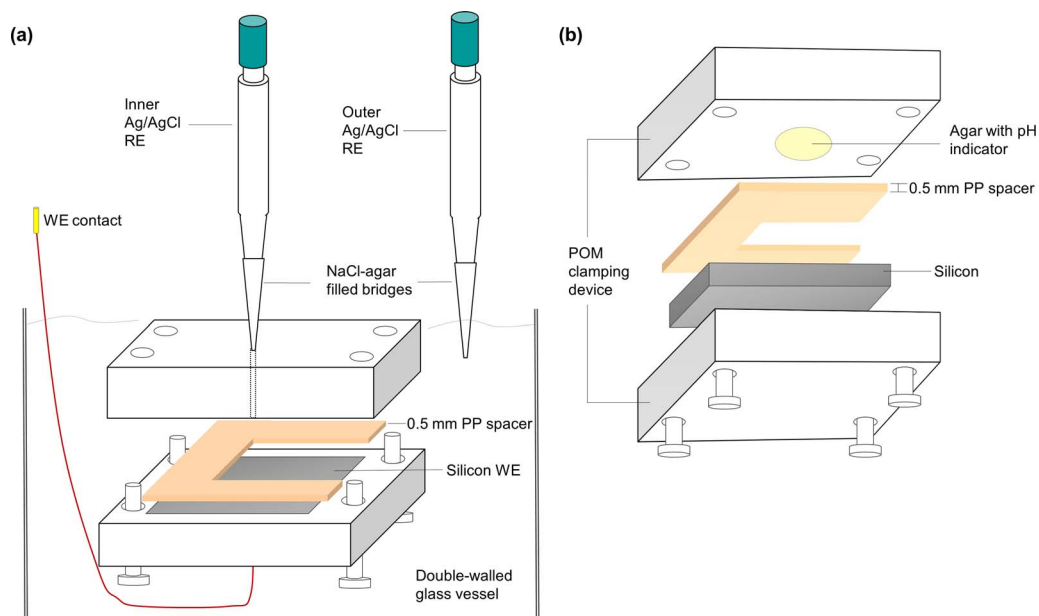 (a)
Inner
Ag/AgCl
RE
Outer
Ag/AgCl
RE
WE contact
NaCl-agar
filled bridges
0.5 mm PP spacer
Silicon WE
Double-walled
glass vessel
(b)
Agar with pH
indicator
0.5 mm PP spacer
POM
clamping
device
Silicon